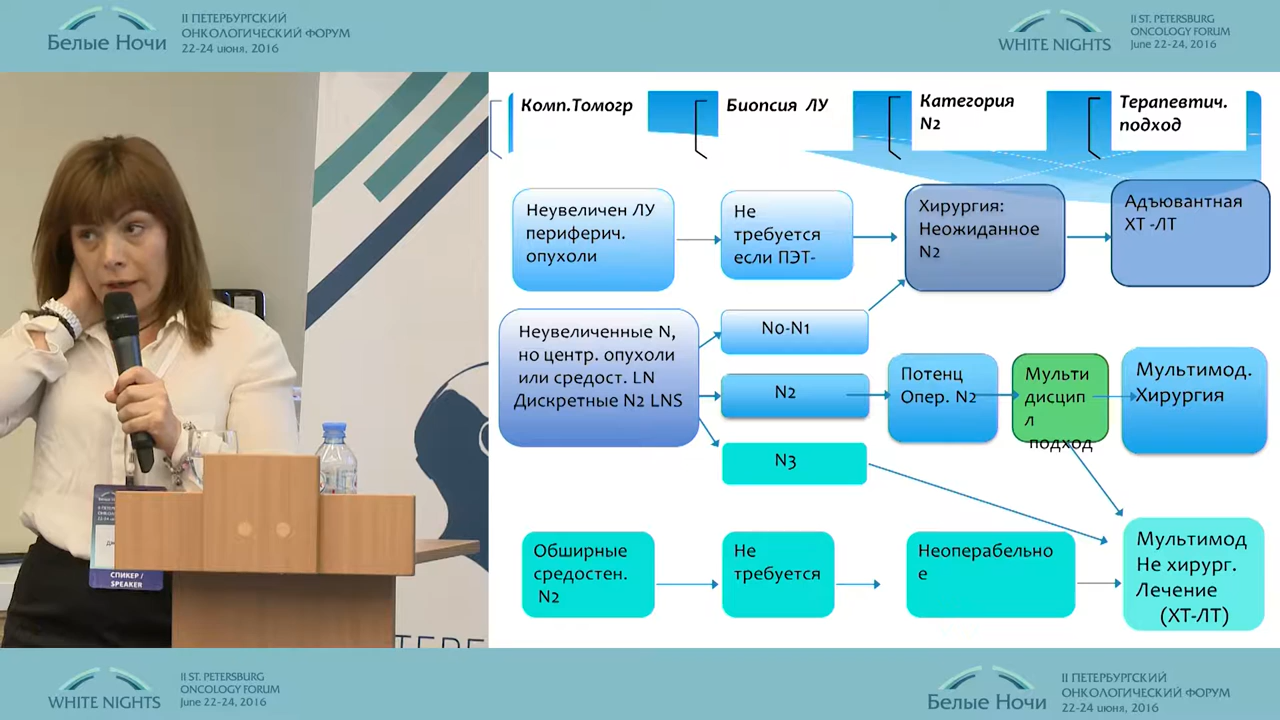 Белые Ночи
II ПЕТЕРБУРГСКИЙ
ОНКОЛОГИЧЕСКИЙ ФОРУМ
22-24 июня, 2016
WHITE NIGHTS
II ST. PETERSBURG
ONCOLOGY FORUM
June 22-24, 2016
Комп.Томогр
Биопсия ЛУ
Категория
N2
Терапевтич.
подход
Неувеличен ЛУ
периферич.
опухоли
Не
требуется
если ПЭТ-
Хирургия:
Неожиданное
N2
Адъювантная
ХТ -ЛТ
Неувеличенные N,
но центр. опухоли
или средост. LN
Дискретные N2 LNS
N0-N1
N2
N3
Потенц
Опер. N2
Мульти
дисцип
л
подход
Мультимод.
Хирургия
Обширные
средостен.
N2
Не
требуется
Неоперабельно
е
Мультимод
Не хирург.
Лечение
(ХТ-ЛТ)
СПИКЕР /
SPEAKER
WHITE NIGHTS
II ST. PETERSBURG
ONCOLOGY FORUM
June 22-24, 2016
Белые Ночи
II ПЕТЕРБУРГСКИЙ
ОНКОЛОГИЧЕСКИЙ ФОРУМ
22-24 июня, 2016